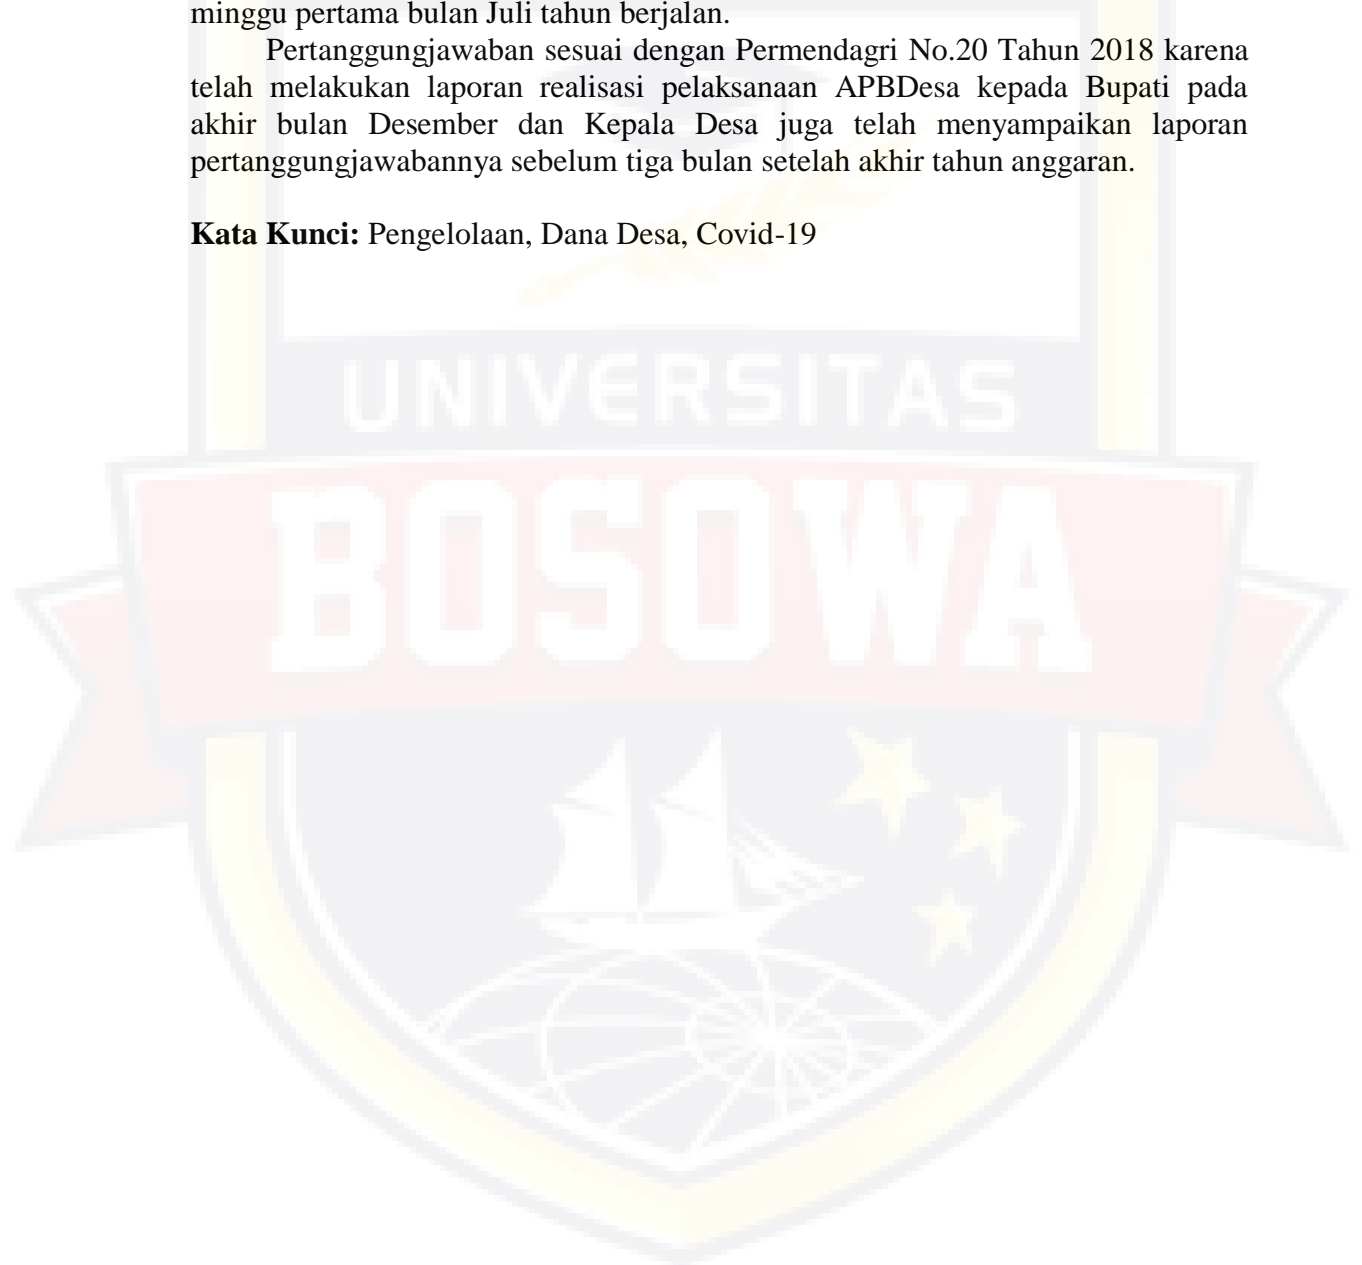 minggu pertama bulan Juli tahun berjalan.
Pertanggungjawaban sesuai dengan Permendagri No.20 Tahun 2018 karena
telah melakukan laporan realisasi pelaksanaan APBDesa kepada Bupati pada
akhir bulan Desember dan Kepala Desa juga telah menyampaikan laporan
pertanggungjawabannya sebelum tiga bulan setelah akhir tahun anggaran.
Kata Kunci: Pengelolaan, Dana Desa, Covid-19
UNIVERSITAS
BOSOWA